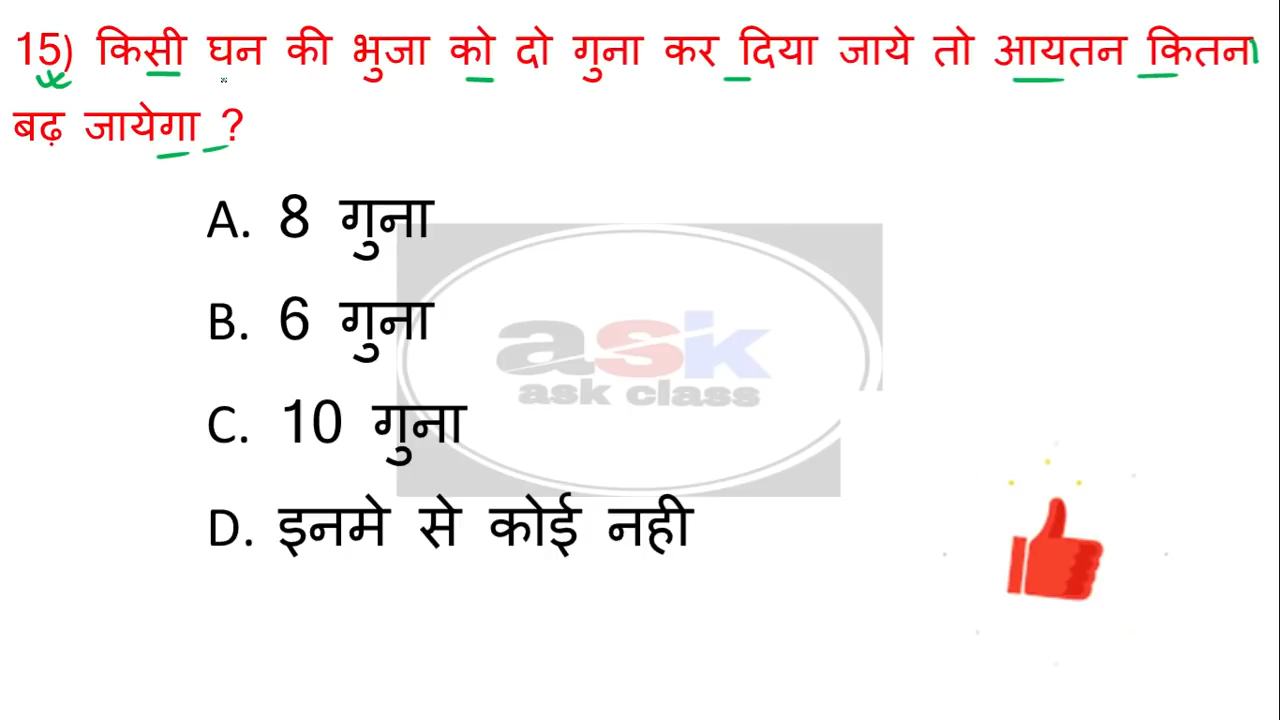 15) किसी घन की भुजा को दो गुना कर दिया जाये तो आयतन कितना
बढ़ जायेगा ?
A. 8 गुना
B. 6 गुना
C. 10 गुना
D. इनमे से कोई नही
ask
ask class